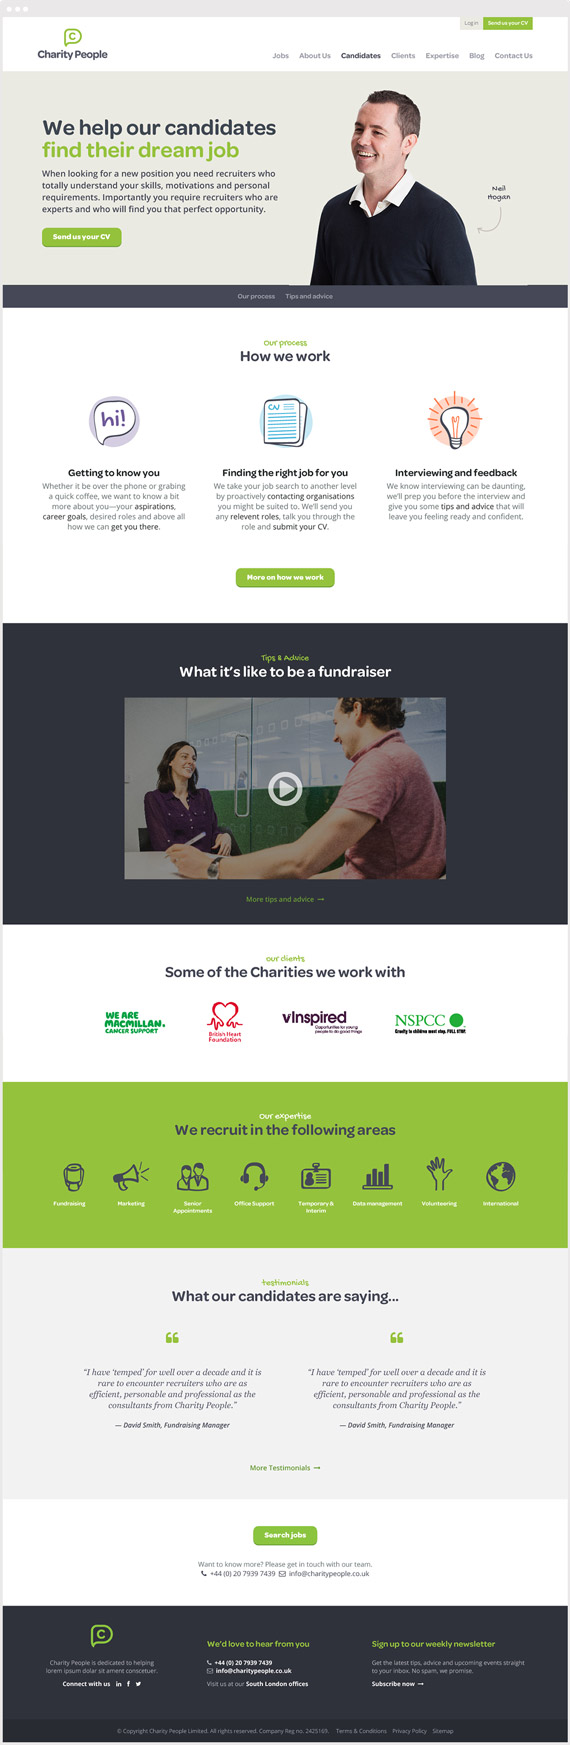 Log in
Send us your CV
Charity People
Jobs
About Us
Candidates
Clients
Expertise
Blog
Contact Us
We help our candidates
find their dream job
When looking for a new position you need recruiters who
totally understand your skills, motivations and personal
requirements. Importantly you require recruiters who are
experts and who will find you that perfect opportunity.
Neil
Hogan
Send us your CV
Our process
Tips and advice
Our process
How we work
hi!
CV
Getting to know you
Whether it be over the phone or grabing
a quick coffee, we want to know a bit
more about you—your aspirations,
career goals, desired roles and above all
how we can get you there.
Finding the right job for you
We take your job search to another level
by proactively contacting organisations
you might be suited to. We'll send you
any relevent roles, talk you through the
role and submit your CV.
Interviewing and feedback
We know interviewing can be daunting,
we'll prep you before the interview and
give you some tips and advice that will
leave you feeling ready and confident.
More on how we work
Tips & Advice
What it's like to be a fundraiser
More tips and advice →
our clients
Some of the Charities we work with
WE ARE
MACMILLAN.
CANCER SUPPORT
British Heart
Foundation
vInspired
Opportunities for young
people to do good things
NSPCC
Cruelty to children must stop. FULL STOP.
Our expertise
We recruit in the following areas
Fundraising
Marketing
Senior
Appointments
Office Support
Temporary &
Interim
Data management
Volunteering
International
testimonials
What our candidates are saying...
“I have ‘temped’ for well over a decade and it is
rare to encounter recruiters who are as
efficient, personable and professional as the
consultants from Charity People.”
— David Smith, Fundraising Manager
“I have ‘temped’ for well over a decade and it is
rare to encounter recruiters who are as
efficient, personable and professional as the
consultants from Charity People.”
— David Smith, Fundraising Manager
More Testimonials →
Search jobs
Want to know more? Please get in touch with our team.
+44 (0) 20 7939 7439 info@charitypeople.co.uk
Charity People is dedicated to helping
lorem ipsum dolar sit ament conscetuer.
Connect with us in f
We'd love to hear from you
+44 (0) 20 7939 7439
info@charitypeople.co.uk
Visit us at our South London offices
Sign up to our weekly newsletter
Get the latest tips, advice and upcoming events straight
to your inbox. No spam, we promise.
Subscribe now →
© Copyright Charity People Limited. All rights reserved. Company Reg no. 2425169. Terms & Conditions Privacy Policy Sitemap